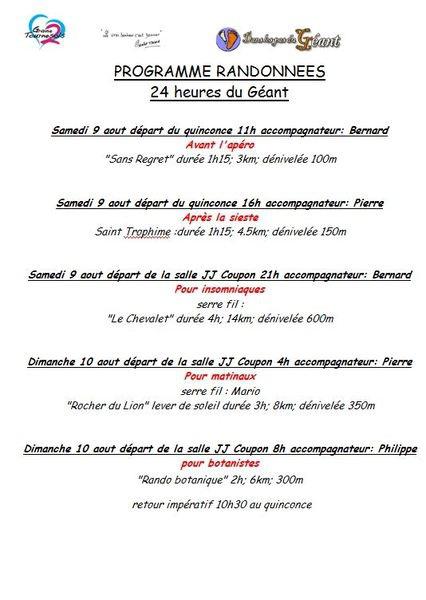 Graine
Tournesols
Dans les pas du Géant
PROGRAMME RANDONNEES
24 heures du Géant
Samedi 9 aout départ du quinconce 11h accompagnateur: Bernard
Avant l'apéro
"Sans Regret" durée 1h15; 3km; dénivelée 100m
Samedi 9 aout départ du quinconce 16h accompagnateur: Pierre
Après la sieste
Saint Trophime :durée 1h15; 4.5km; dénivelée 150m
Samedi 9 aout départ de la salle JJ Coupon 21h accompagnateur: Bernard
Pour insomniaques
serre fil :
"Le Chevalet" durée 4h; 14km; dénivelée 600m
Dimanche 10 aout départ de la salle JJ Coupon 4h accompagnateur: Pierre
Pour matinaux
serre fil : Mario
"Rocher du Lion" lever de soleil durée 3h; 8km; dénivelée 350m
Dimanche 10 aout départ de la salle JJ Coupon 8h accompagnateur: Philippe
pour botanistes
"Rando botanique" 2h; 6km; 300m
retour impératif 10h30 au quinconce